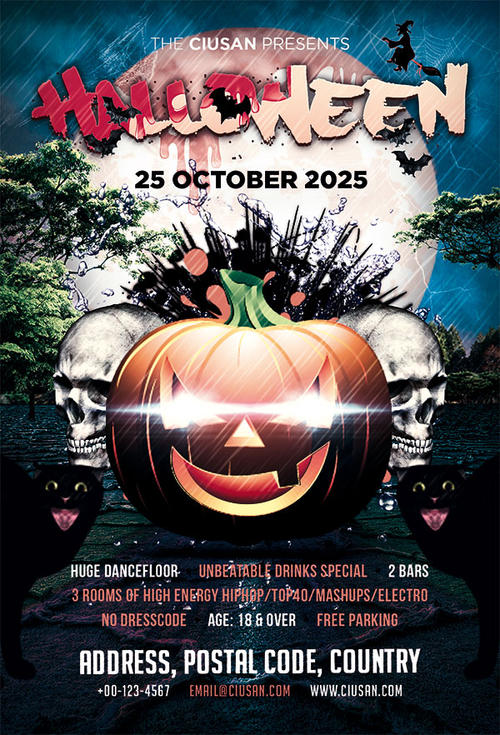 THE CIUSAN PRESENTS
HALLOWEEN
25 OCTOBER 2025
HUGE DANCEFLOOR UNBEATABLE DRINKS SPECIAL 2 BARS
3 ROOMS OF HIGH ENERGY HIPHOP/TOP40/MASHUPS/ELECTRO
NO DRESSCODE AGE: 18 & OVER FREE PARKING
ADDRESS, POSTAL CODE, COUNTRY
+00-123-4567 EMAIL@CIUSAN.COM WWW.CIUSAN.COM